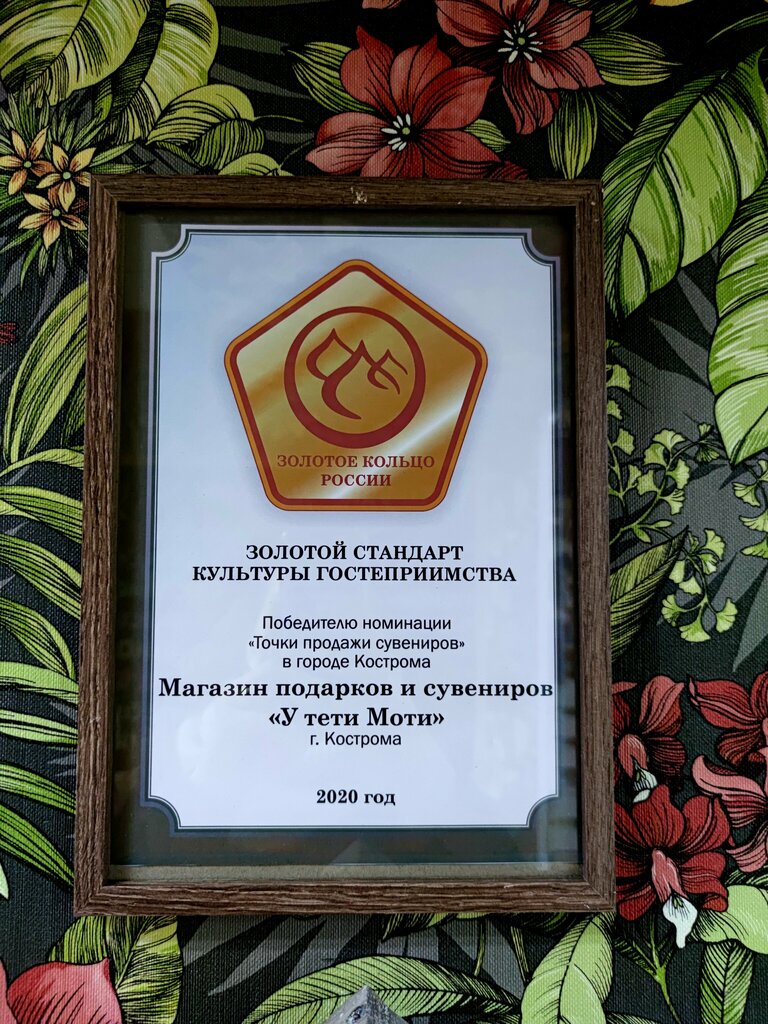 ЗОЛОТОЕ КОЛЬЦО
РОССИИ
ЗОЛОТОЙ СТАНДАРТ
КУЛЬТУРЫ ГОСТЕПРИИМСТВА
Победителю номинации
«Точки продажи сувениров»
в городе Кострома
Магазин подарков и сувениров
«У тети Моти»
г. Кострома
2020 год